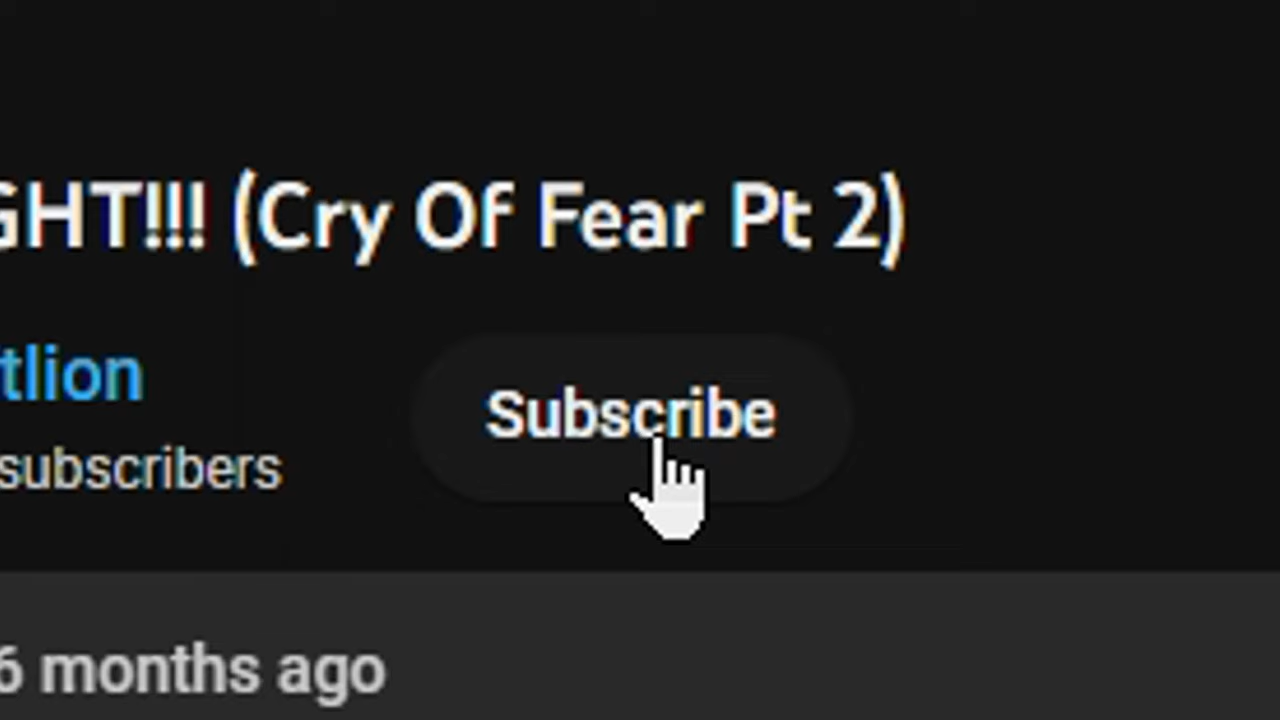 GHT!!! (Cry Of Fear Pt 2)
tlion
Subscribe
subscribers
6 months ago